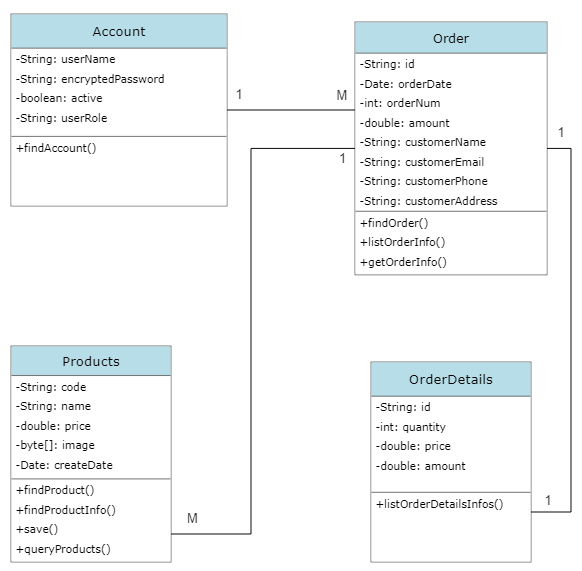 Account
-String: userName
-String: encryptedPassword
-boolean: active
-String: userRole
+findAccount()
1
M
Order
-String: id
-Date: orderDate
-int: orderNum
-double: amount
-String: customerName
-String: customerEmail
-String: customerPhone
-String: customerAddress
+findOrder()
+listOrderInfo()
+getOrderInfo()
1
1
Products
-String: code
-String: name
-double: price
-byte[]: image
-Date: createDate
+findProduct()
+findProductInfo()
+save()
+queryProducts()
M
OrderDetails
-String: id
-int: quantity
-double: price
-double: amount
+listOrderDetailsInfos()
1